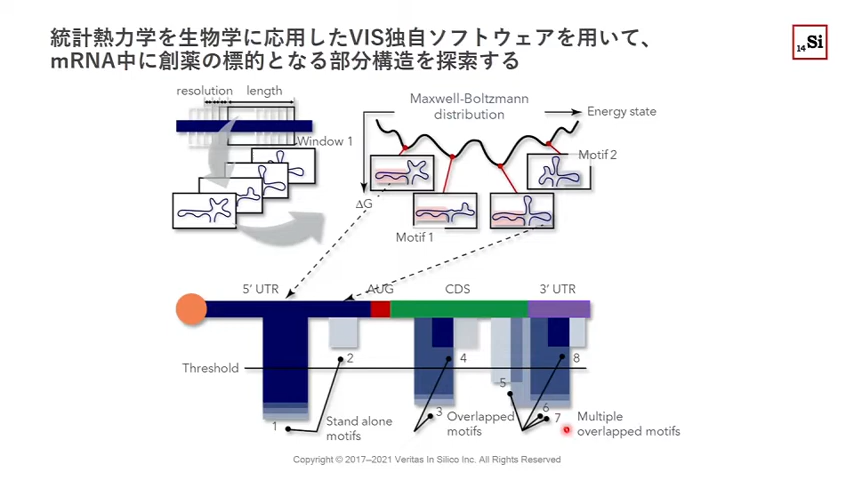 統計熱力学を生物学に応用したVIS独自ソフトウェアを用いて、
mRNA中に創薬の標的となる部分構造を探索する
14Si
resolution
length
Window 1
Maxwell-Boltzmann
distribution
Energy state
Motif 2
ΔG
Motif 1
5’ UTR
AUG
CDS
3’ UTR
Threshold
1
2
3
4
5
6
7
8
Stand alone
motifs
Overlapped
motifs
Multiple
overlapped motifs
Copyright © 2017–2021 Veritas In Silico Inc. All Rights Reserved